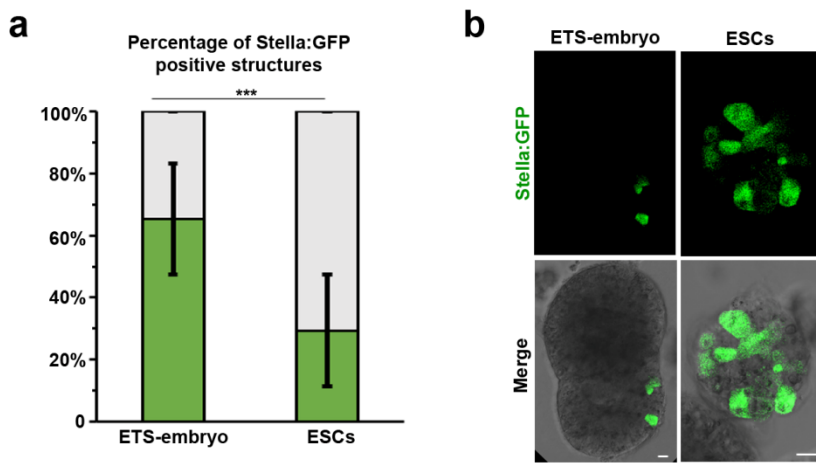 a
Percentage of Stella:GFP
positive structures
***
100%
80%
60%
40%
20%
0
ETS-embryo
ESCs
b
ETS-embryo
ESCs
Stella:GFP
Merge